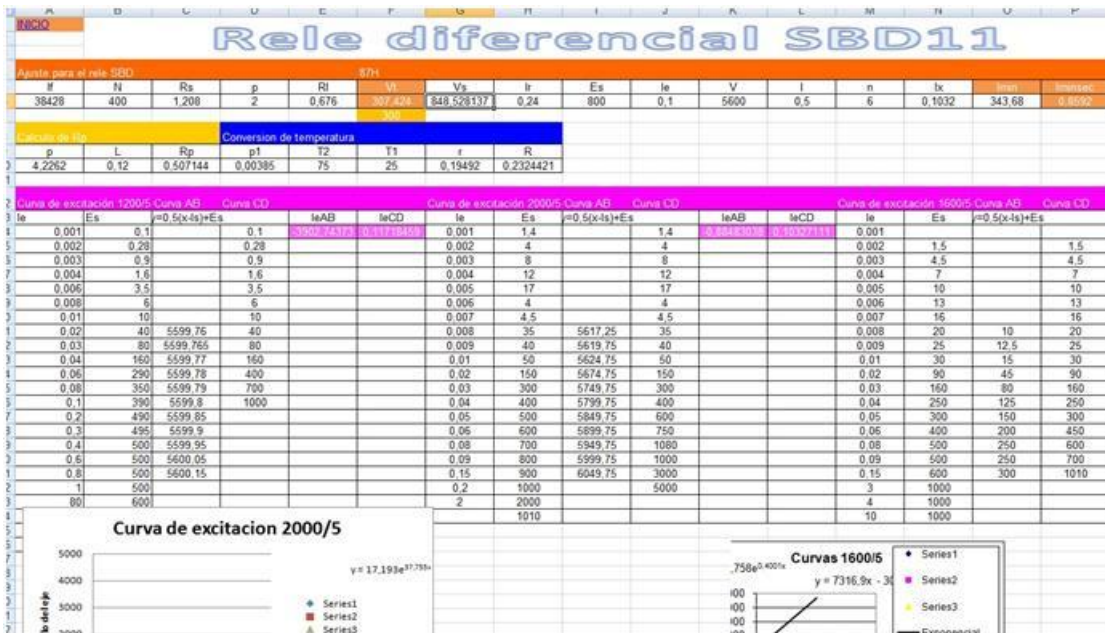 A B C D E F G H I J K L M N O P
INICIO
Rele diferencial SBD11
Ajuste para el rele SBD 87H
If N Rs p Rl Vt Vs Ir Es Ie V I n Ix Imin Iminsec
38428 400 1,208 2 0,676 307,424 848,528137 0,24 800 0,1 5600 0,5 6 0,1032 343,68 0,8592
300
Calculo de Rp Conversion de temperatura
p L Rp p1 T2 T1 r R
4,2262 0,12 0,507144 0,00385 75 25 0,19492 0,2324421
Curva de excitación 1200/5 Curva AB Curva CD Curva de excitación 2000/5 Curva AB Curva CD Curva de excitación 1600/5 Curva AB Curva CD
Ie Es r=0,5(x-Is)+Es IeAB IeCD Ie Es r=0,5(x-Is)+Es IeAB IeCD Ie Es r=0,5(x-Is)+Es
0,001 0,1 0,1 -3902,74373 0,11718459 0,001 1,4 1,4 -0,88483038 0,10327111 0,001
0,002 0,28 0,28 0,002 4 4 0,002 1,5 1,5
0,003 0,9 0,9 0,003 8 8 0,003 4,5 4,5
0,004 1,6 1,6 0,004 12 12 0,004 7 7
0,006 3,5 3,5 0,005 17 17 0,005 10 10
0,008 6 6 0,006 4 4 0,006 13 13
0,01 10 10 0,007 4,5 4,5 0,007 16 16
0,02 40 5599,76 40 0,008 35 5617,25 35 0,008 20 10 20
0,03 80 5599,765 80 0,009 40 5619,75 40 0,009 25 12,5 25
0,04 160 5599,77 160 0,01 50 5624,75 50 0,01 30 15 30
0,06 290 5599,78 400 0,02 150 5674,75 150 0,02 90 45 90
0,08 350 5599,79 700 0,03 300 5749,75 300 0,03 160 80 160
0,1 390 5599,8 1000 0,04 400 5799,75 400 0,04 250 125 250
0,2 490 5599,85 0,05 500 5849,75 600 0,05 300 150 300
0,3 495 5599,9 0,06 600 5899,75 750 0,06 400 200 450
0,4 500 5599,95 0,08 700 5949,75 1080 0,08 500 250 600
0,6 500 5600,05 0,09 800 5999,75 1000 0,09 500 250 700
0,8 500 5600,15 0,15 900 6049,75 3000 0,15 600 300 1010
1 500 0,2 1000 5000 3 1000
80 600 2 2000 4 1000
1010 10 1000
Curva de excitacion 2000/5
5000
4000
3000
y = 17,193e
Series1
Series2
Series3
Curvas 1600/5
y = 7316,9x - 30
Series1
Series2
Series3
Exponencial